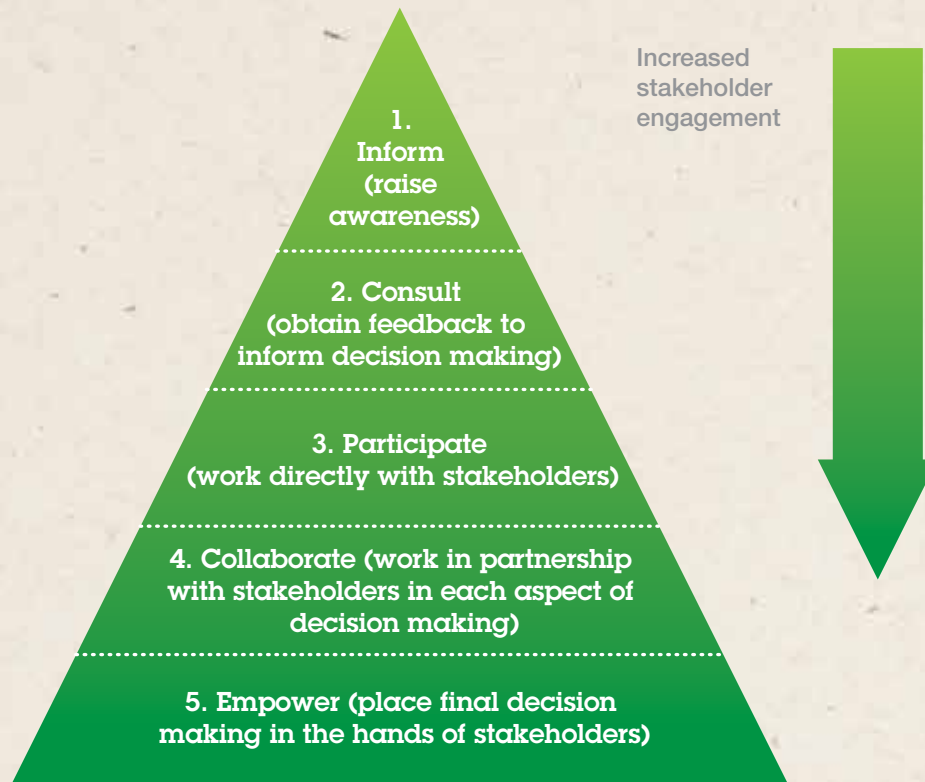 1.
Inform
(raise
awareness)
2. Consult
(obtain feedback to
inform decision making)
3. Participate
(work directly with stakeholders)
4. Collaborate (work in partnership
with stakeholders in each aspect of
decision making)
5. Empower (place final decision
making in the hands of stakeholders)
Increased
stakeholder
engagement